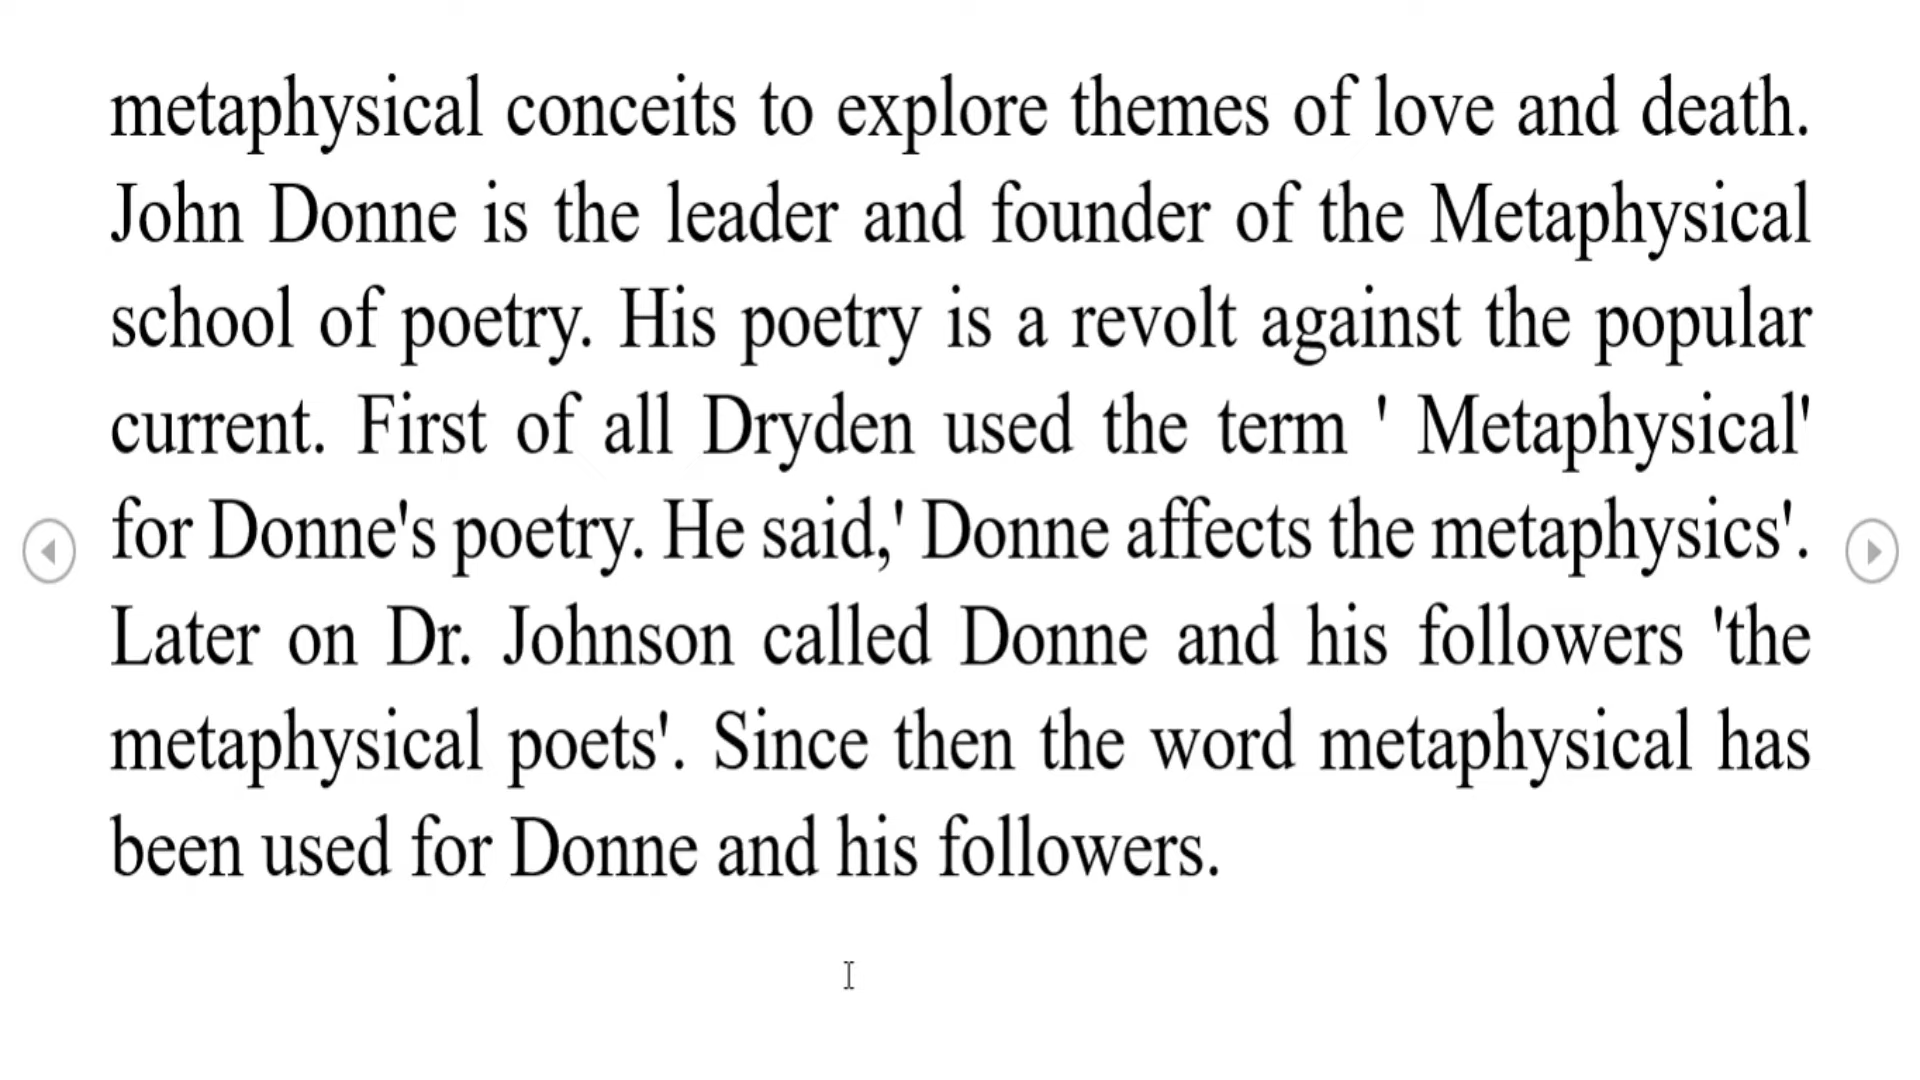 metaphysical conceits to explore themes of love and death.
John Donne is the leader and founder of the Metaphysical
school of poetry. His poetry is a revolt against the popular
current. First of all Dryden used the term ' Metaphysical'
for Donne's poetry. He said,' Donne affects the metaphysics'.
Later on Dr. Johnson called Donne and his followers 'the
metaphysical poets'. Since then the word metaphysical has
been used for Donne and his followers.